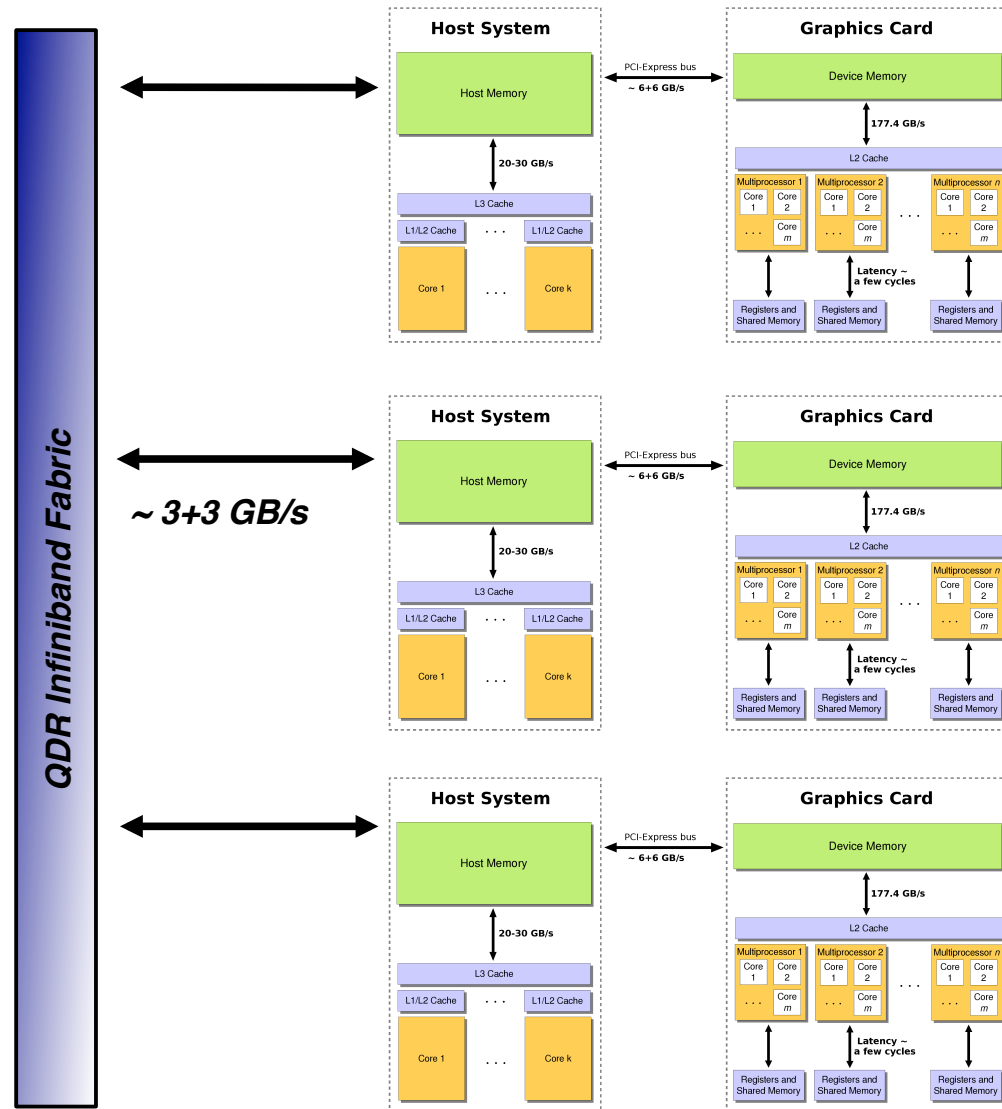 QDR Infiniband Fabric
~ 3+3 GB/s
Host System
Host Memory
20-30 GB/s
L3 Cache
L1/L2 Cache
. . .
L1/L2 Cache
Core 1
. . .
Core k
PCI-Express bus
~ 6+6 GB/s
Graphics Card
Device Memory
177.4 GB/s
L2 Cache
Multiprocessor 1
Core
1
Core
2
. . .
Core
m
Multiprocessor 2
Core
1
Core
2
. . .
Core
m
. . .
Multiprocessor n
Core
1
Core
2
. . .
Core
m
Latency ~
a few cycles
Registers and
Shared Memory
Registers and
Shared Memory
Registers and
Shared Memory
Host System
Host Memory
20-30 GB/s
L3 Cache
L1/L2 Cache
. . .
L1/L2 Cache
Core 1
. . .
Core k
PCI-Express bus
~ 6+6 GB/s
Graphics Card
Device Memory
177.4 GB/s
L2 Cache
Multiprocessor 1
Core
1
Core
2
. . .
Core
m
Multiprocessor 2
Core
1
Core
2
. . .
Core
m
. . .
Multiprocessor n
Core
1
Core
2
. . .
Core
m
Latency ~
a few cycles
Registers and
Shared Memory
Registers and
Shared Memory
Registers and
Shared Memory
Host System
Host Memory
20-30 GB/s
L3 Cache
L1/L2 Cache
. . .
L1/L2 Cache
Core 1
. . .
Core k
PCI-Express bus
~ 6+6 GB/s
Graphics Card
Device Memory
177.4 GB/s
L2 Cache
Multiprocessor 1
Core
1
Core
2
. . .
Core
m
Multiprocessor 2
Core
1
Core
2
. . .
Core
m
. . .
Multiprocessor n
Core
1
Core
2
. . .
Core
m
Latency ~
a few cycles
Registers and
Shared Memory
Registers and
Shared Memory
Registers and
Shared Memory